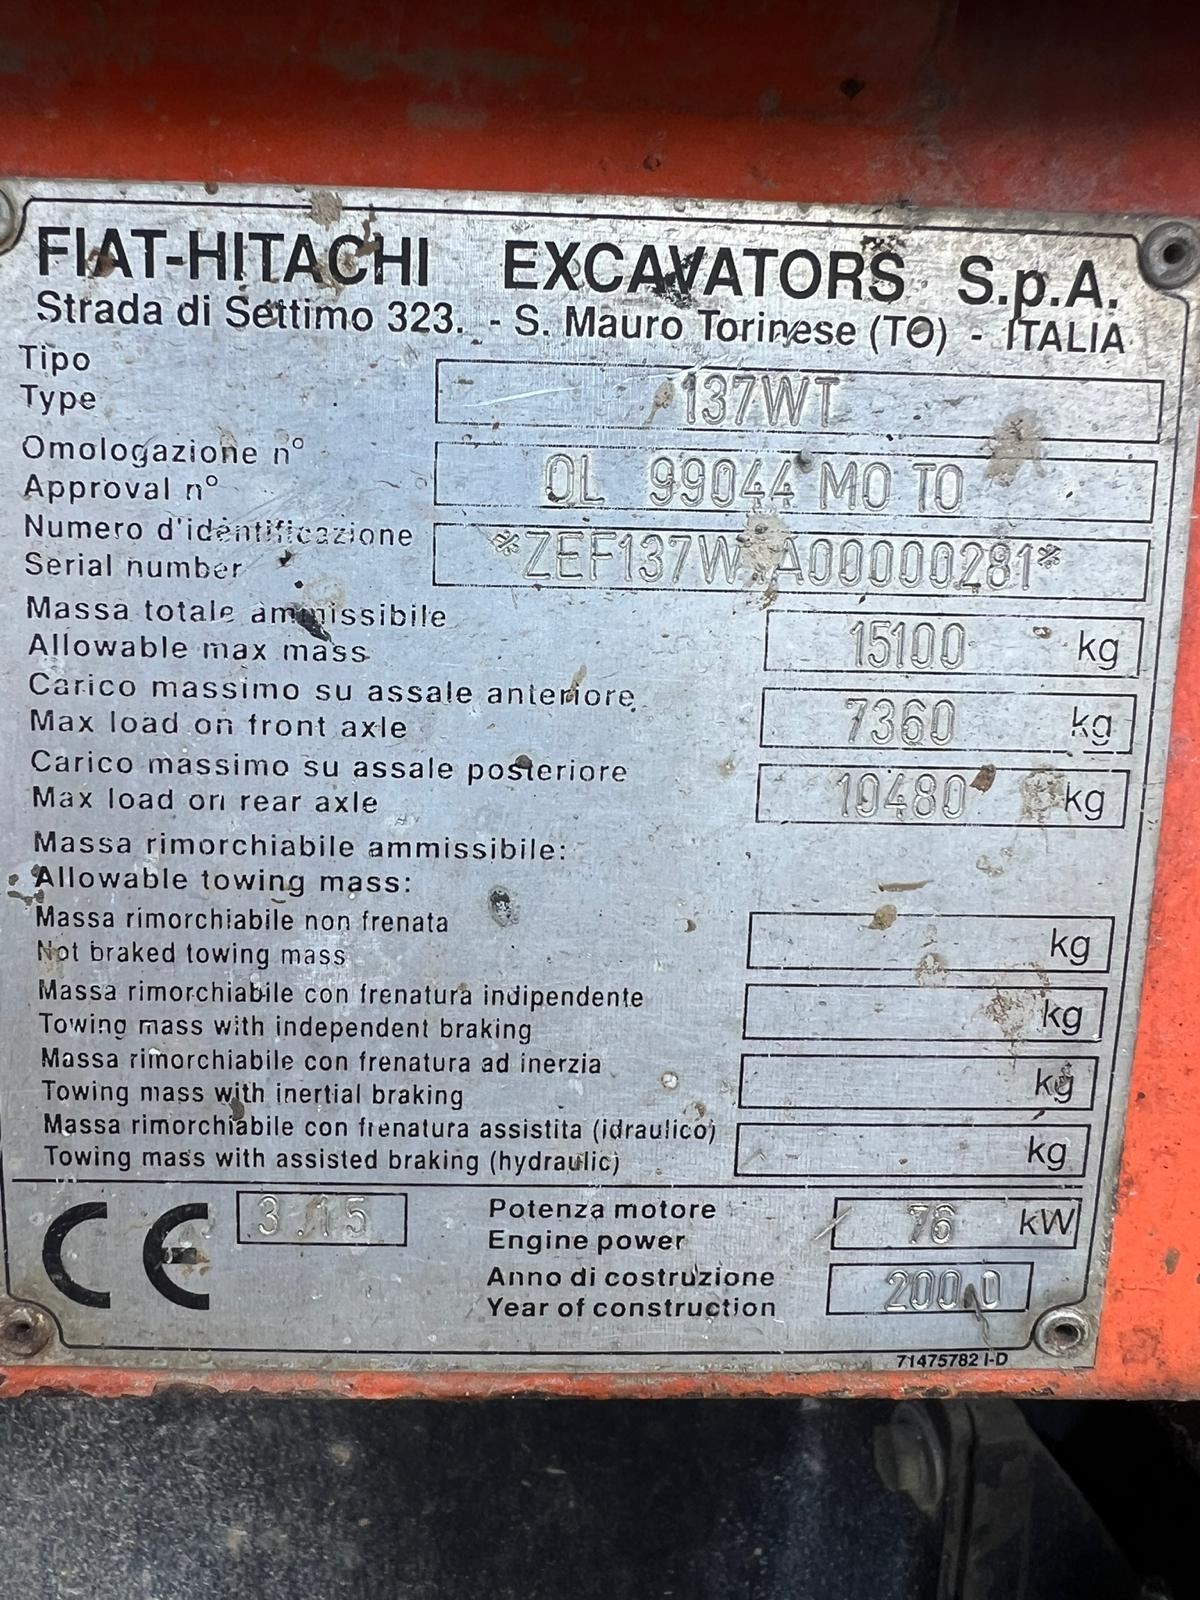 FIAT-HITACHI EXCAVATORS S.p.A.
Strada di Settimo 323. - S. Mauro Torinese (TO) - ITALIA
Tipo
Type
137WT
Omologazione n°
Approval n°
OL 99044 MO TO
Numero d'identificazione
Serial number
Massa totale ammissibile
Allowable max mass
15100 kg
Carico massimo su assale anteriore
Max load on front axle
7360 kg
Carico massimo su assale posteriore
Max load on rear axle
10480 kg
Massa rimorchiabile ammissibile:
Allowable towing mass:
Massa rimorchiabile non frenata
Not braked towing mass
kg
Massa rimorchiabile con frenatura indipendente
Towing mass with independent braking
kg
Massa rimorchiabile con frenatura ad inerzia
Towing mass with inertial braking
kg
Massa rimorchiabile con frenatura assistita (idraulico)
Towing mass with assisted braking (hydraulic)
kg
CE
3.15
Potenza motore
Engine power
76 kW
Anno di costruzione
Year of construction
2000
71475782 I-D